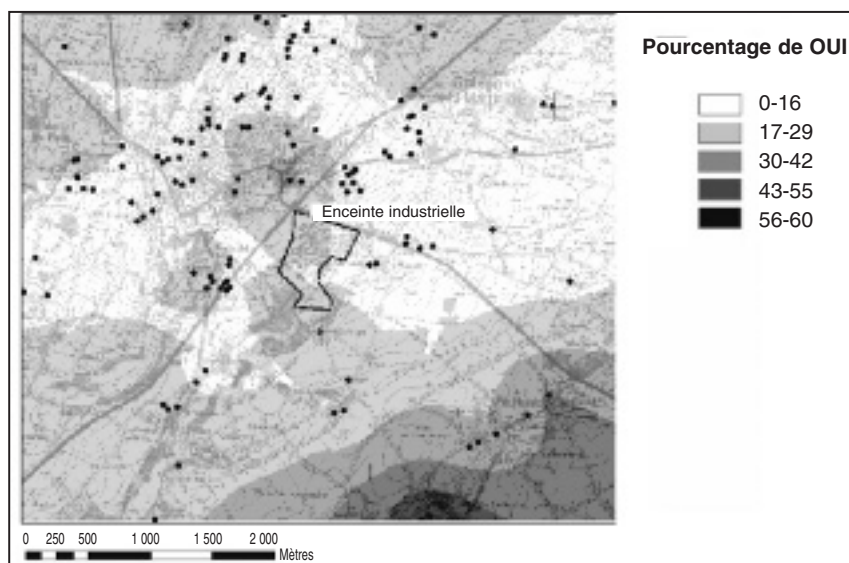 Pourcentage de OUI
0-16
17-29
30-42
43-55
56-60
Enceinte industrielle
0 250 500 1 000 1 500 2 000
Mètres